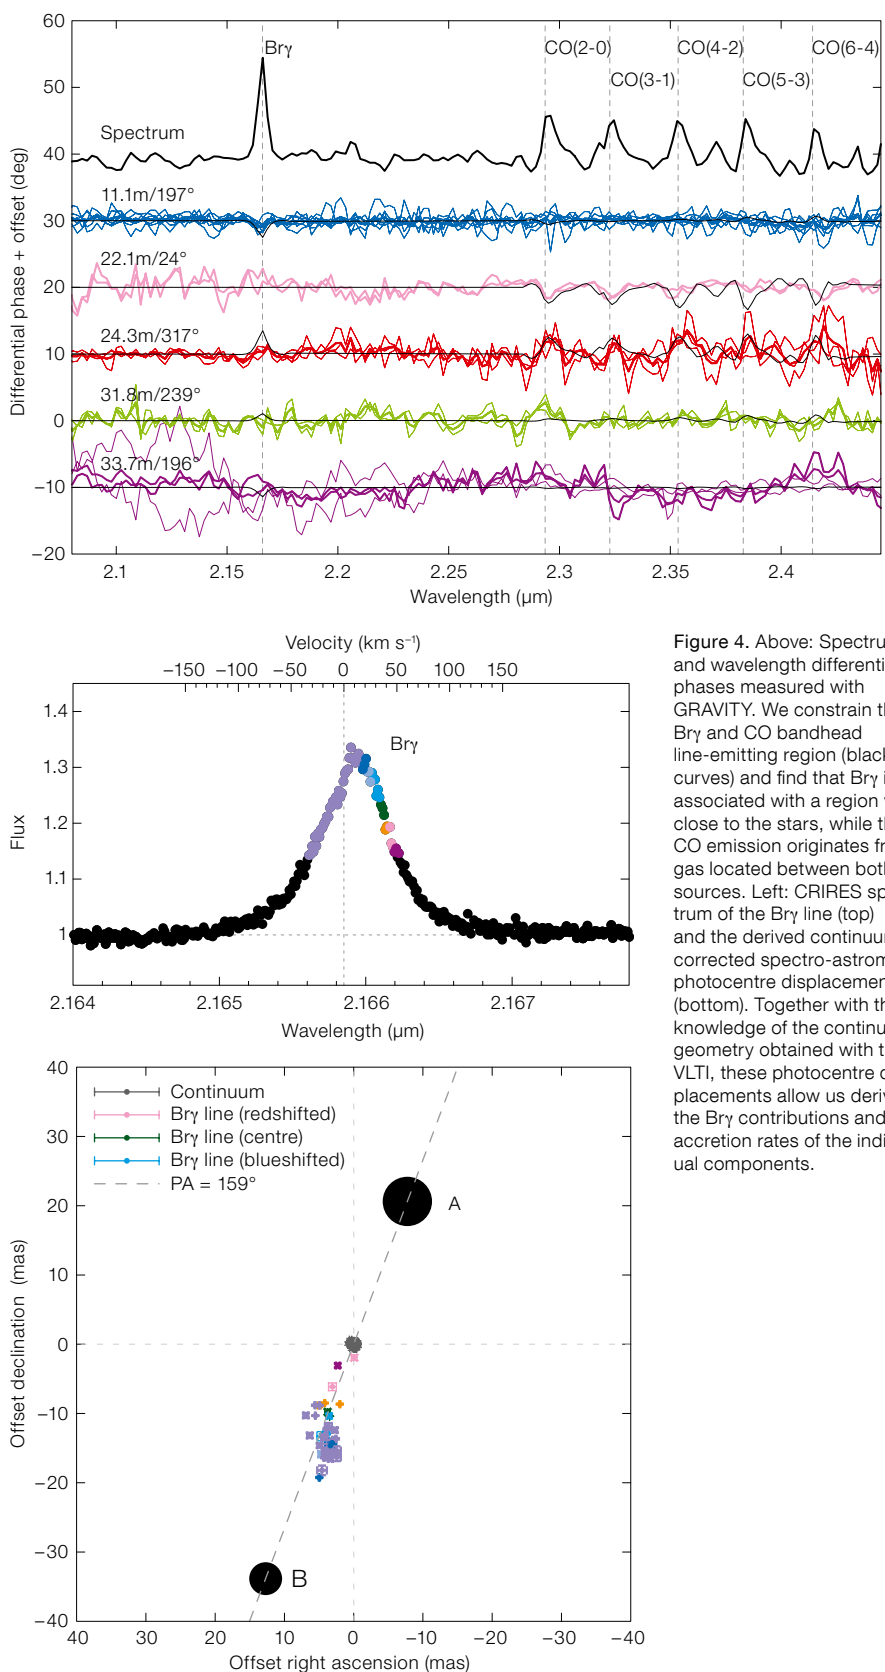 60
50
40
30
20
10
0
−10
−20
Differential phase + offset (deg)
Brγ
CO(2-0)
CO(4-2)
CO(6-4)
CO(3-1)
CO(5-3)
Spectrum
11.1m/197°
22.1m/24°
24.3m/317°
31.8m/239°
33.7m/196°
2.1 2.15 2.2 2.25 2.3 2.35 2.4
Wavelength (µm)
Velocity (km s⁻¹)
−150 −100 −50 0 50 100 150
1.4
1.3
1.2
1.1
1
Flux
Brγ
2.164 2.165 2.166 2.167
Wavelength (µm)
40
30
20
10
0
−10
−20
−30
−40
Offset declination (mas)
Continuum
Brγ line (redshifted)
Brγ line (centre)
Brγ line (blueshifted)
PA = 159°
A
B
40 30 20 10 0 −10 −20 −30 −40
Offset right ascension (mas)
Figure 4. Above: Spectru
and wavelength differenti
phases measured with
GRAVITY. We constrain th
Brγ and CO bandhead
line-emitting region (black
curves) and find that Brγ i
associated with a region v
close to the stars, while th
CO emission originates fr
gas located between both
sources. Left: CRIRES sp
trum of the Brγ line (top)
and the derived continuum
corrected spectro-astrom
photocentre displacemen
(bottom). Together with th
knowledge of the continu
geometry obtained with t
VLTI, these photocentre d
placements allow us deriv
the Brγ contributions and
accretion rates of the indi
ual components.